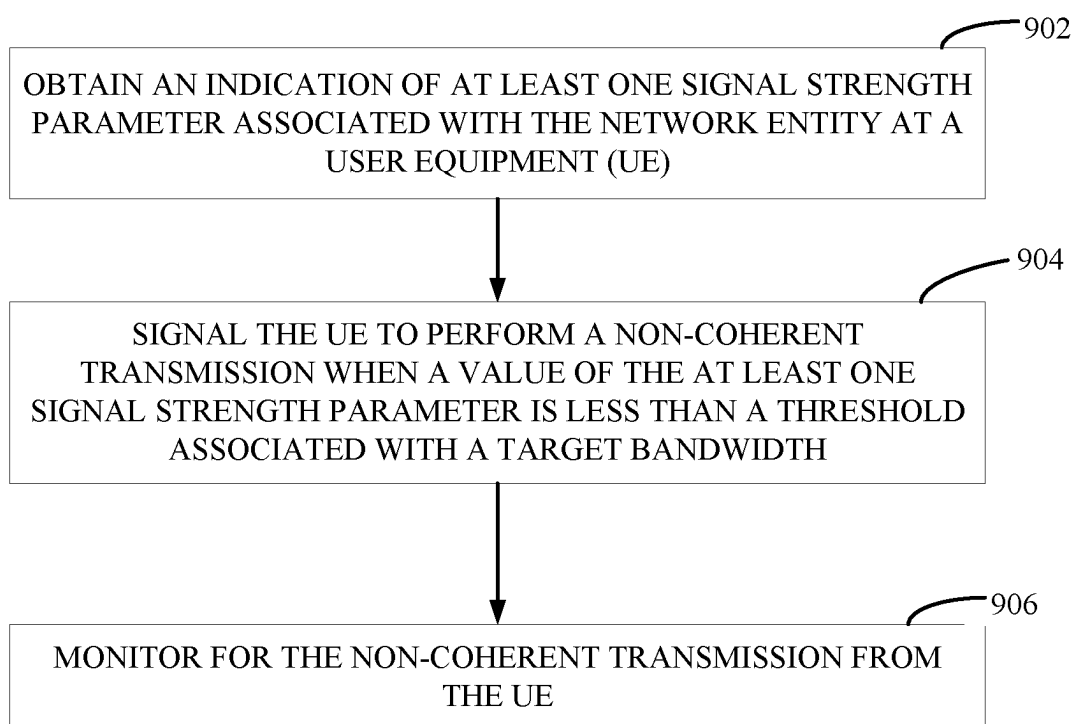 902
OBTAIN AN INDICATION OF AT LEAST ONE SIGNAL STRENGTH
PARAMETER ASSOCIATED WITH THE NETWORK ENTITY AT A
USER EQUIPMENT (UE)
904
SIGNAL THE UE TO PERFORM A NON-COHERENT
TRANSMISSION WHEN A VALUE OF THE AT LEAST ONE
SIGNAL STRENGTH PARAMETER IS LESS THAN A THRESHOLD
ASSOCIATED WITH A TARGET BANDWIDTH
906
MONITOR FOR THE NON-COHERENT TRANSMISSION FROM
THE UE